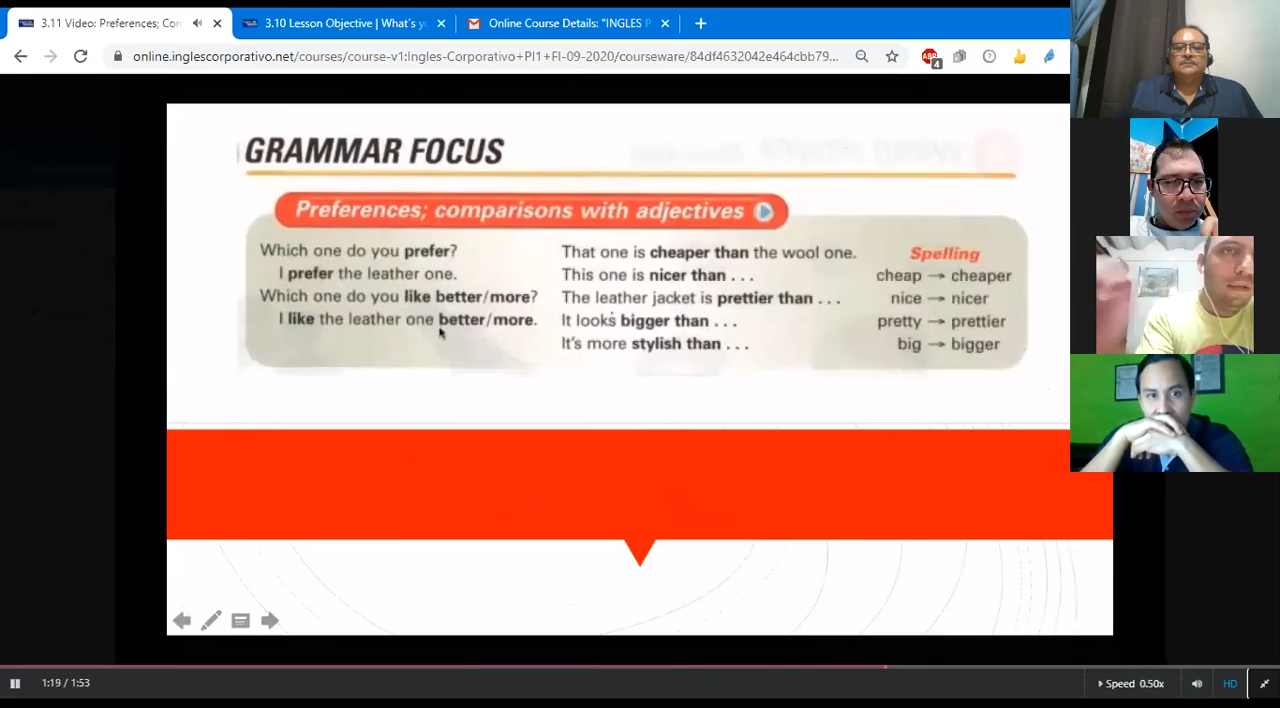 3.11 Video: Preferences; Con
3.10 Lesson Objective | What´s yo
Online Course Details: "INGLES P
online.inglescorporativo.net/courses/course-v1:Ingles-Corporativo+PI1+FI-09-2020/courseware/84df4632042e464cbb79...
ABP
4
GRAMMAR FOCUS
Preferences; comparisons with adjectives
Which one do you prefer?
I prefer the leather one.
Which one do you like better/more?
I like the leather one better/more.
That one is cheaper than the wool one.
This one is nicer than . . .
The leather jacket is prettier than . . .
It looks bigger than . . .
It's more stylish than . . .
Spelling
cheap → cheaper
nice → nicer
pretty → prettier
big → bigger
1:19 / 1:53
Speed 0.50x
HD